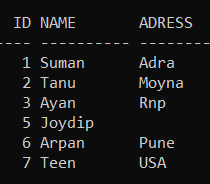 ID NAME ADRESS
---- ---------- ---------
1 Suman Adra
2 Tanu Moyna
3 Ayan Rnp
5 Joydip
6 Arpan Pune
7 Teen USA